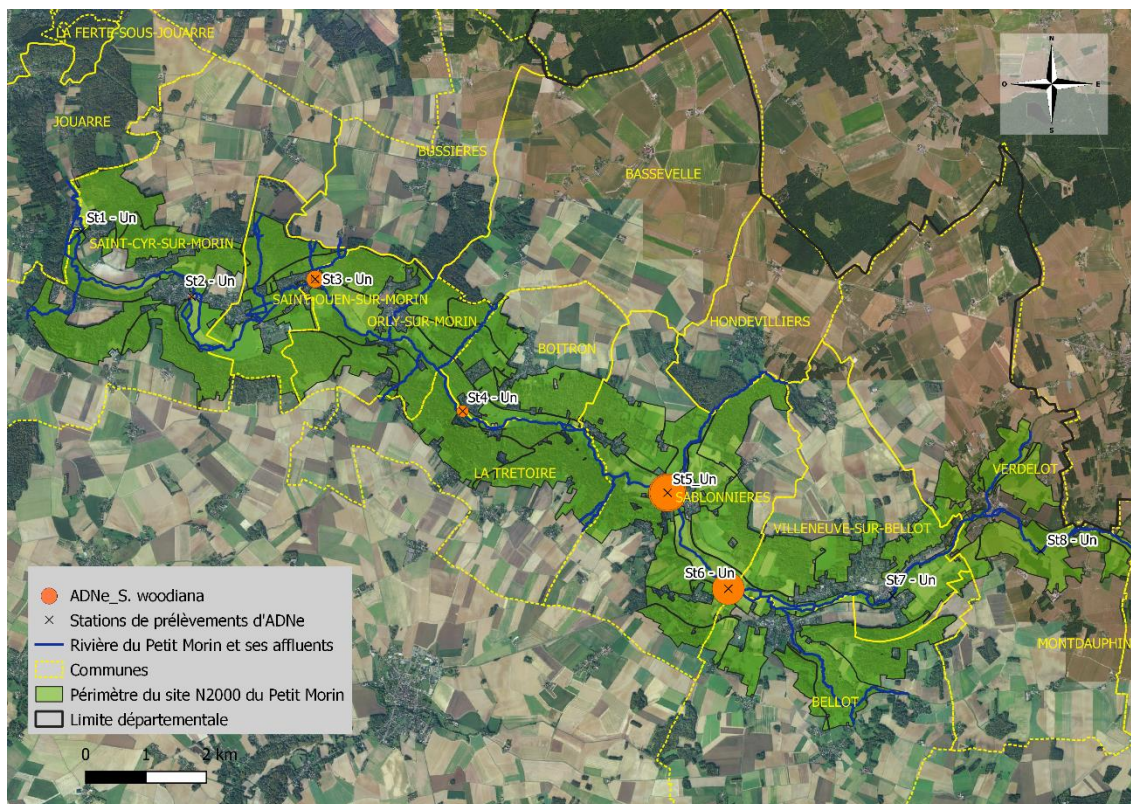 LA FERTE-SOUS-JOUARRE
N
O
E
S
JOUARRE
BUSSIERES
BASSEVELLE
St1 - Un
SAINT-CYR-SUR-MORIN
St2 - Un
St3 - Un
SAINT-OUEN-SUR-MORIN
ORLY-SUR-MORIN
HONDEVILLIERS
BOITRON
St4 - Un
LA TRETOIRE
St5_Un
SABLONNIERES
VERDELOT
VILLENEUVE-SUR-BELLOT
St8 - Un
St6 - Un
St7 - Un
MONTDAUPHIN
BELLOT
ADNe_S. woodiana
Stations de prélèvements d'ADNe
Rivière du Petit Morin et ses affluents
Communes
Périmètre du site N2000 du Petit Morin
Limite départementale
0 1 2 km